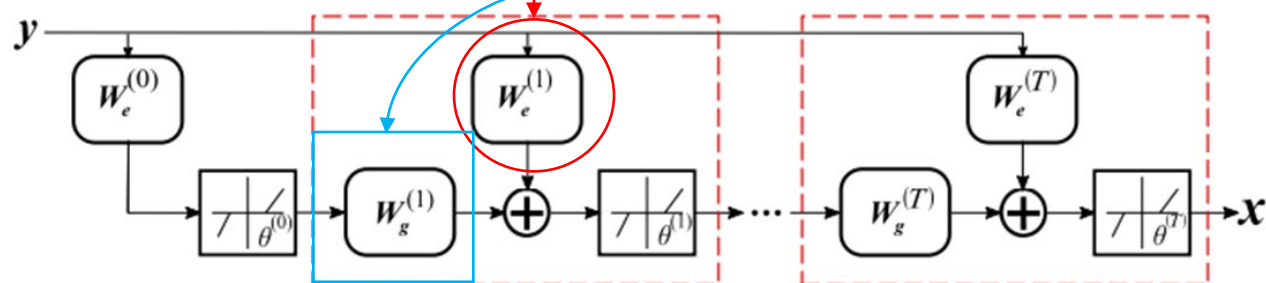 y
W_e^{(0)} W_e^{(1)} W_e^{(T)}
θ^{(0)} W_g^{(1)} + θ^{(1)} ... W_g^{(T)} + θ^{(T)} x